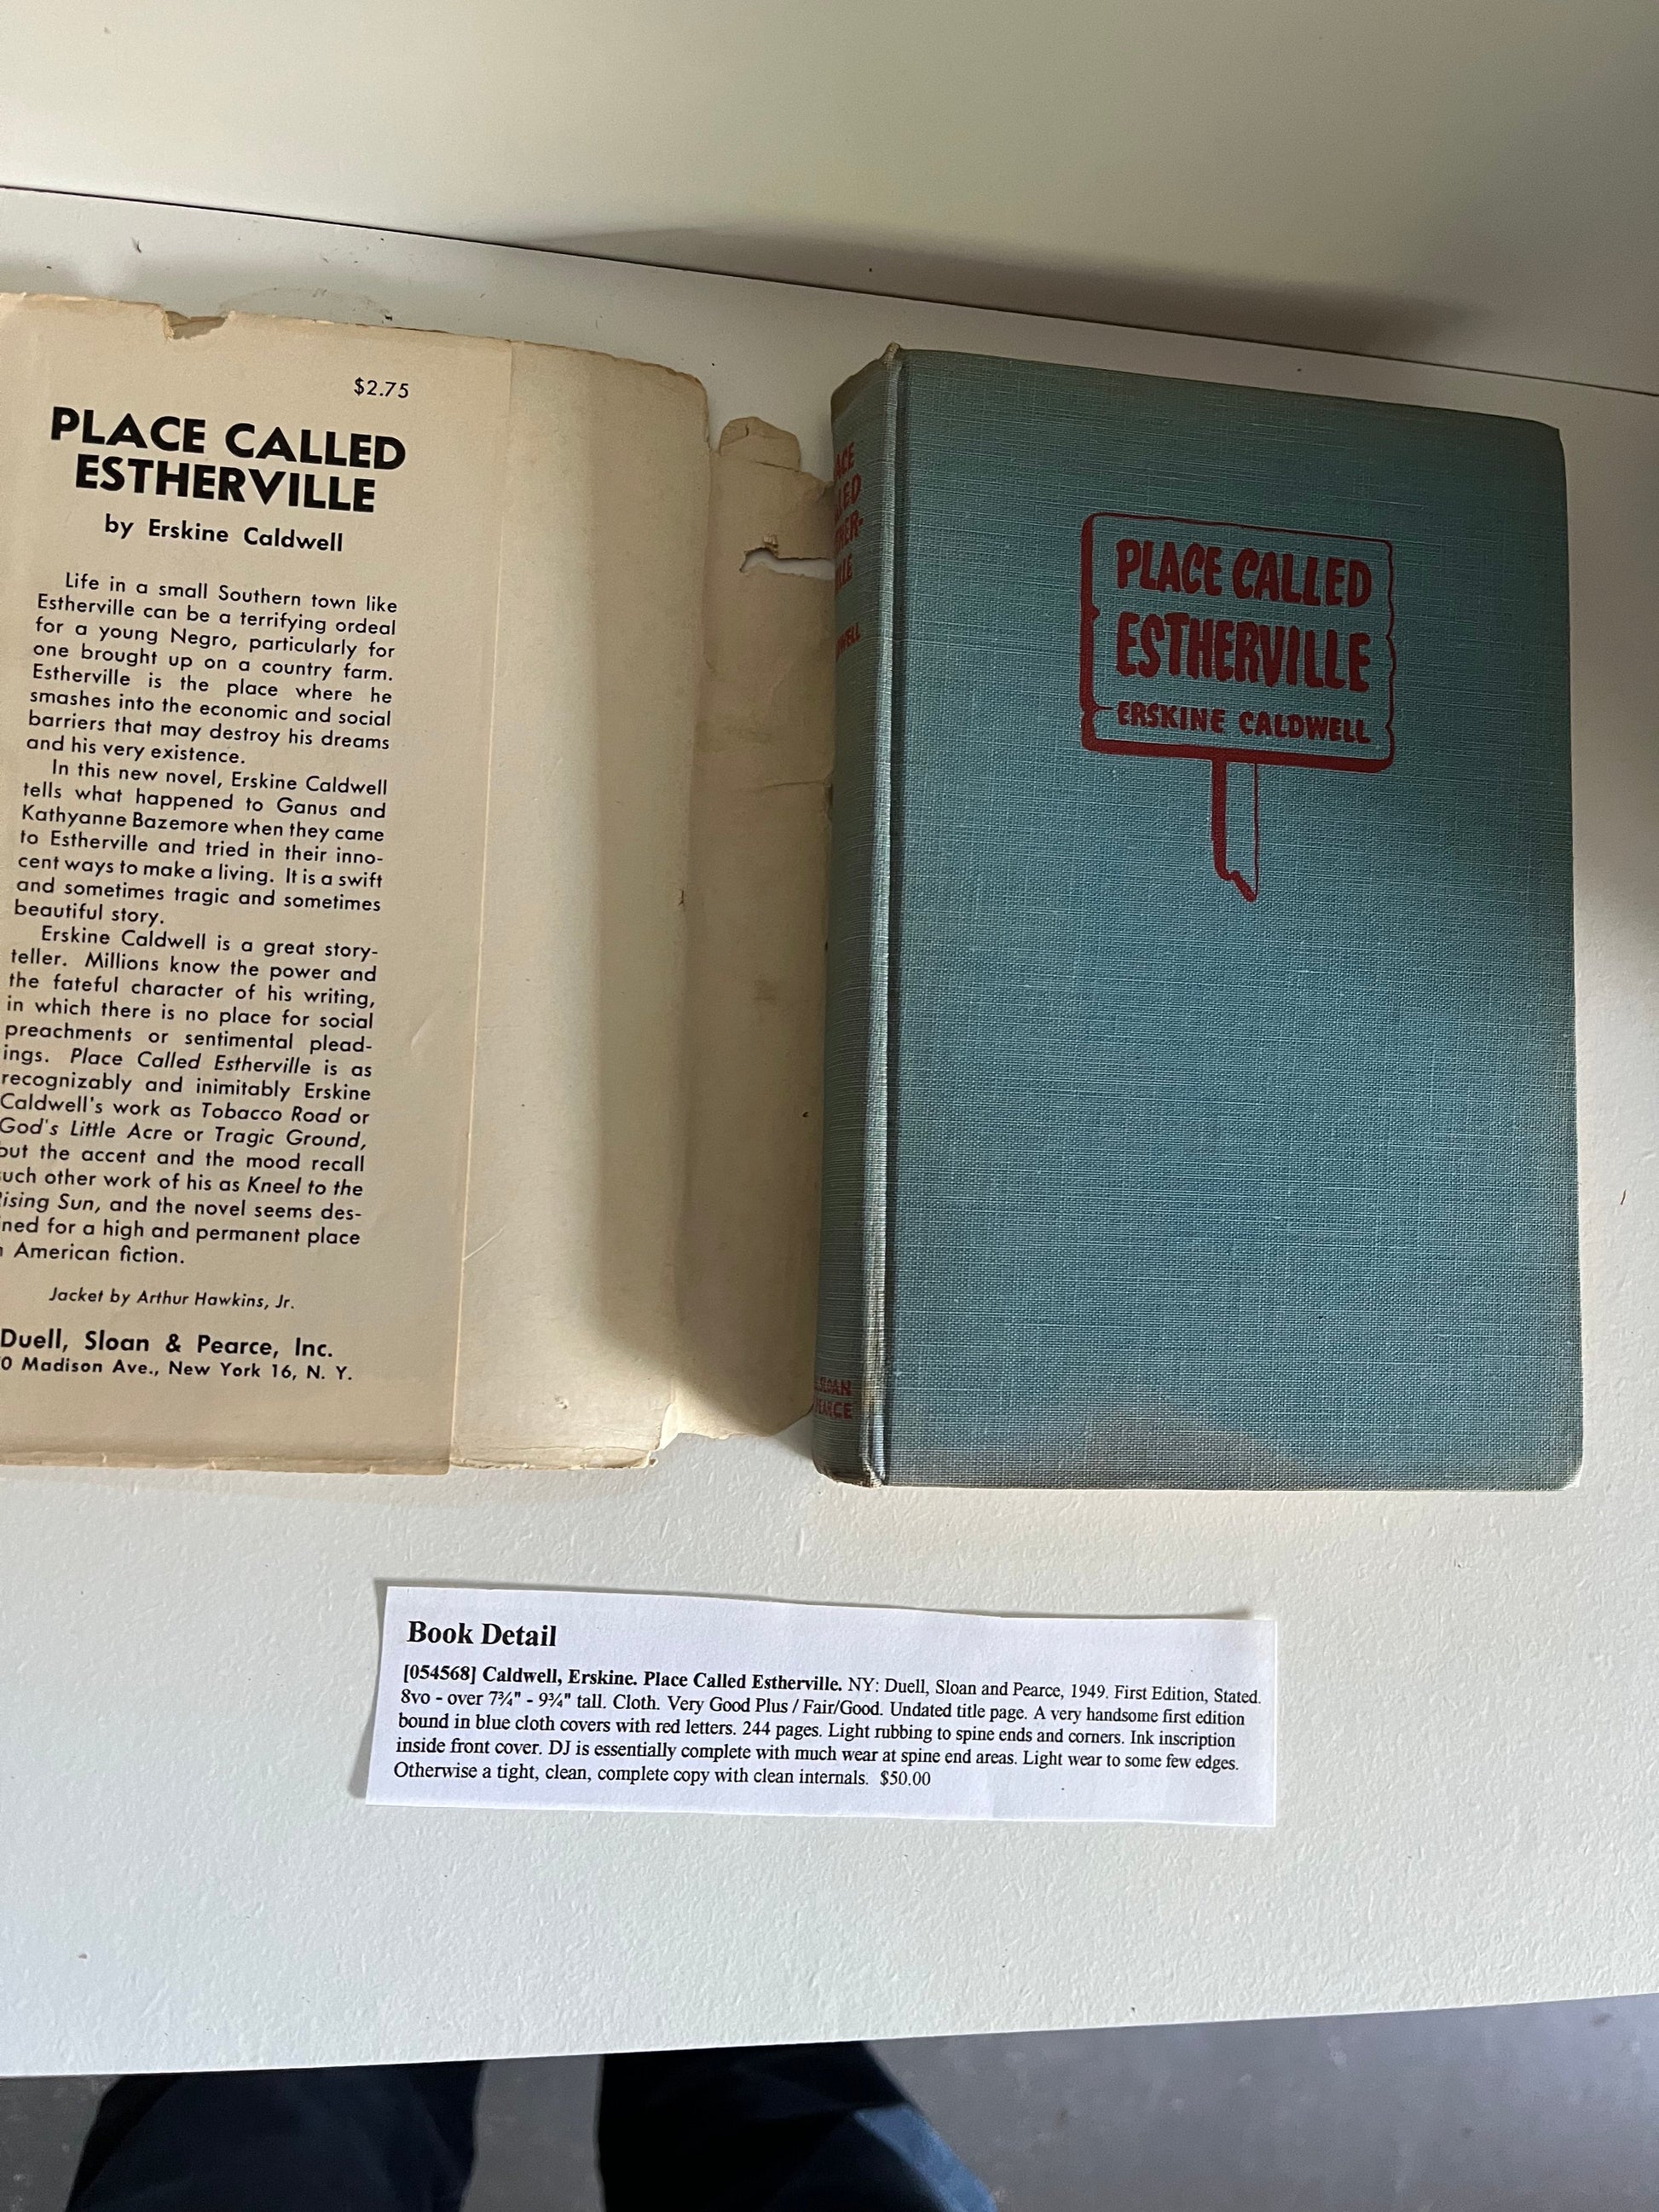 $2.75
PLACE CALLED
ESTHERVILLE
by Erskine Caldwell
Life in a small Southern town like
Estherville can be a terrifying ordeal
for a young Negro, particularly for
one brought up on a country farm.
Estherville is the place where he
smashes into the economic and social
barriers that may destroy his dreams
and his very existence.
In this new novel, Erskine Caldwell
tells what happened to Ganus and
Kathyanne Bazemore when they came
to Estherville and tried in their inno-
cent ways to make a living. It is a swift
and sometimes tragic and sometimes
beautiful story.
Erskine Caldwell is a great story-
teller. Millions know the power and
the fateful character of his writing,
in which there is no place for social
preachments or sentimental plead-
ings. Place Called Estherville is as
recognizably and inimitably Erskine
Caldwell's work as Tobacco Road or
God's Little Acre or Tragic Ground,
but the accent and the mood recall
such other work of his as Kneel to the
Rising Sun, and the novel seems des-
ined for a high and permanent place
American fiction.
Jacket by Arthur Hawkins, Jr.
Duell, Sloan & Pearce, Inc.
0 Madison Ave., New York 16, N. Y.
PLACE CALLED
ESTHERVILLE
ERSKINE CALDWELL
SLOAN
PEARCE
Book Detail
[054568] Caldwell, Erskine. Place Called Estherville. NY: Duell, Sloan and Pearce, 1949. First Edition, Stated.
8vo - over 7¾" - 9¾" tall. Cloth. Very Good Plus / Fair/Good. Undated title page. A very handsome first edition
bound in blue cloth covers with red letters. 244 pages. Light rubbing to spine ends and corners. Ink inscription
inside front cover. DJ is essentially complete with much wear at spine end areas. Light wear to some few edges.
Otherwise a tight, clean, complete copy with clean internals. $50.00